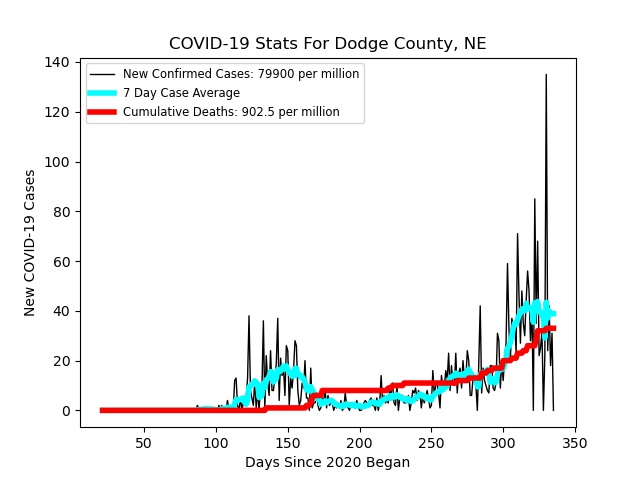 COVID-19 Stats For Dodge County, NE
New Confirmed Cases: 79900 per million
7 Day Case Average
Cumulative Deaths: 902.5 per million
New COVID-19 Cases
140
120
100
80
60
40
20
0
50
100
150
200
250
300
350
Days Since 2020 Began